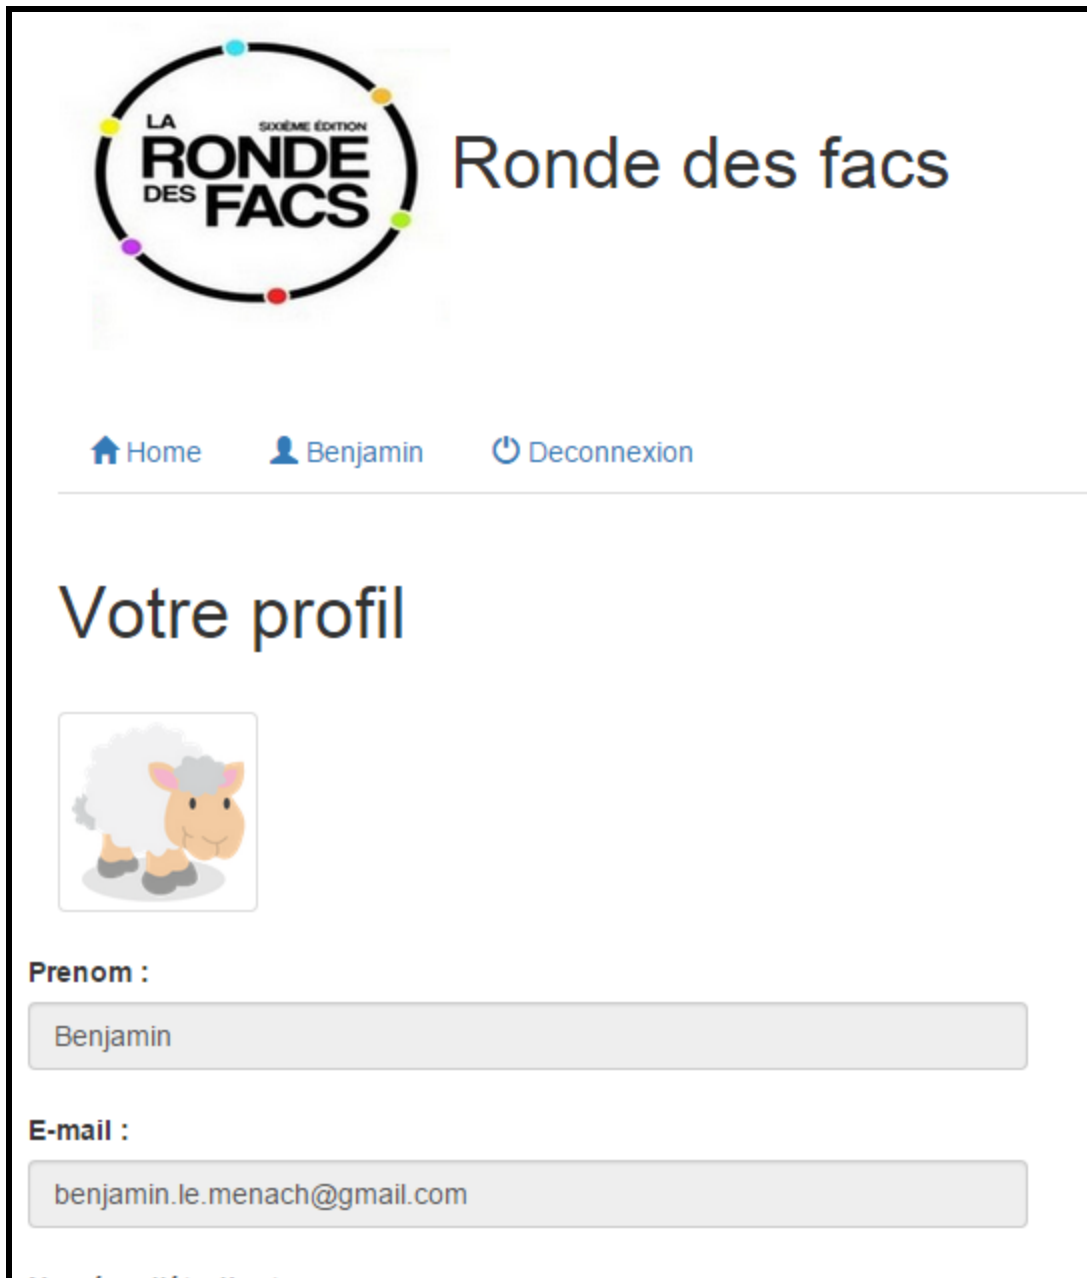 LA
SIXIÈME ÉDITION
RONDE
DES FACS
Ronde des facs
Home Benjamin Deconnexion
Votre profil
Prenom :
Benjamin
E-mail :
benjamin.le.menach@gmail.com